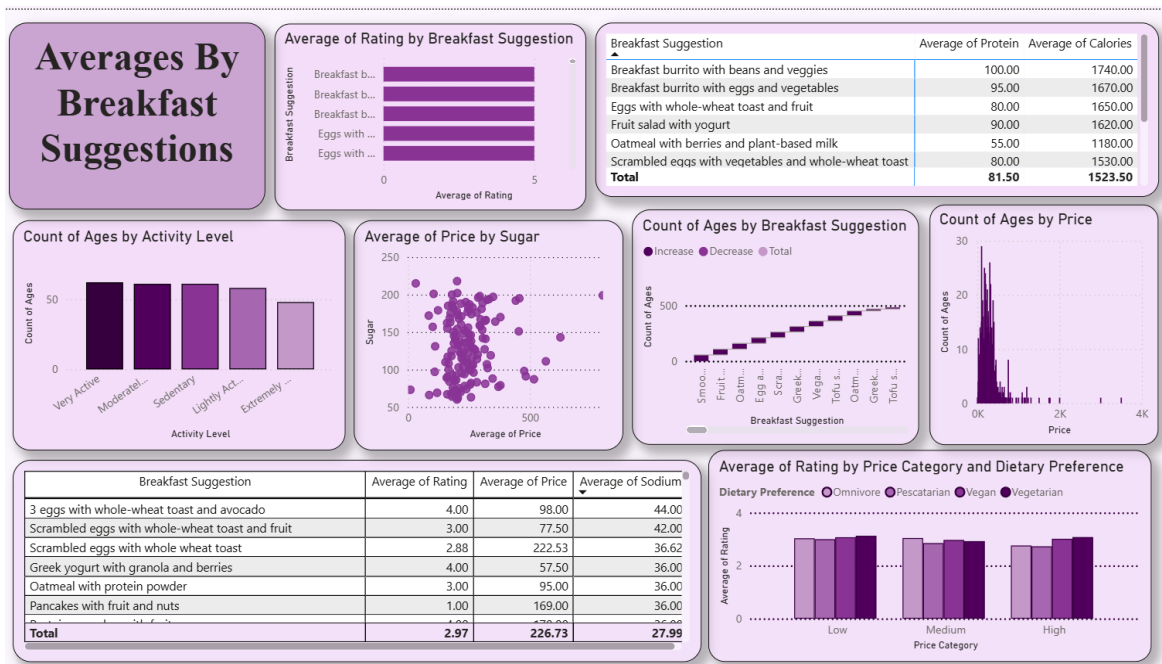 Averages By
Breakfast
Suggestions
Average of Rating by Breakfast Suggestion
Breakfast Suggestion
Breakfast b...
Breakfast b...
Breakfast b...
Eggs with ...
Eggs with ...
0 5
Average of Rating
Breakfast Suggestion Average of Protein Average of Calories
Breakfast burrito with beans and veggies 100.00 1740.00
Breakfast burrito with eggs and vegetables 95.00 1670.00
Eggs with whole-wheat toast and fruit 80.00 1650.00
Fruit salad with yogurt 90.00 1620.00
Oatmeal with berries and plant-based milk 55.00 1180.00
Scrambled eggs with vegetables and whole-wheat toast 80.00 1530.00
Total 81.50 1523.50
Count of Ages by Activity Level
Count of Ages
50
0
Very Active
Moderatel...
Sedentary
Lightly Act...
Extremely ...
Activity Level
Average of Price by Sugar
Sugar
250
200
150
100
50
0 500
Average of Price
Count of Ages by Breakfast Suggestion
Increase Decrease Total
Count of Ages
500
0
Smoo...
Fruit ...
Oatm...
Egg a...
Scra...
Greek...
Vega...
Tofu s...
Oatm...
Greek...
Tofu s...
Breakfast Suggestion
Count of Ages by Price
Count of Ages
30
20
10
0
0K 2K 4K
Price
Breakfast Suggestion Average of Rating Average of Price Average of Sodium
3 eggs with whole-wheat toast and avocado 4.00 98.00 44.00
Scrambled eggs with whole-wheat toast and fruit 3.00 77.50 42.00
Scrambled eggs with whole wheat toast 2.88 222.53 36.62
Greek yogurt with granola and berries 4.00 57.50 36.00
Oatmeal with protein powder 3.00 95.00 36.00
Pancakes with fruit and nuts 1.00 169.00 36.00
Total 2.97 226.73 27.99
Average of Rating by Price Category and Dietary Preference
Dietary Preference Omnivore Pescatarian Vegan Vegetarian
Average of Rating
4
2
0
Low Medium High
Price Category